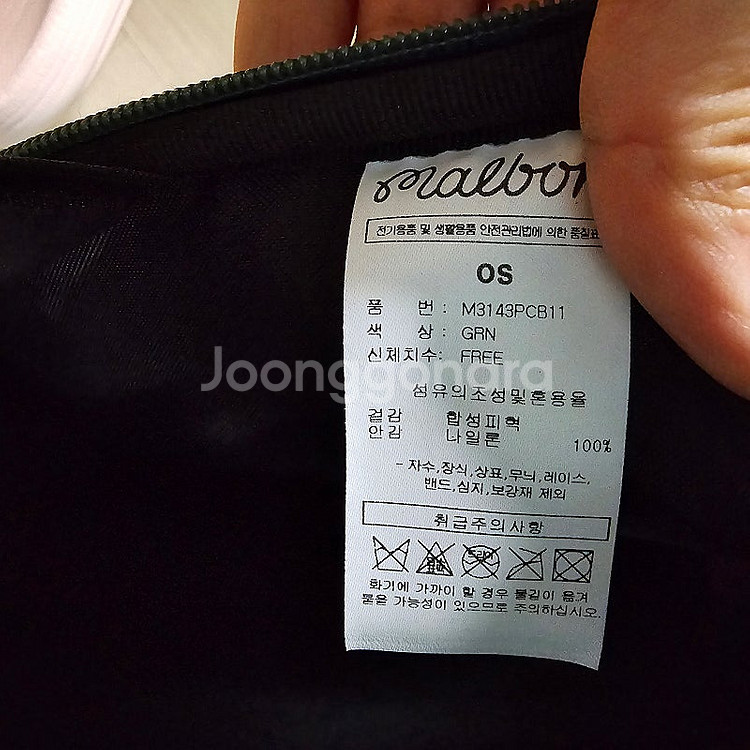 malbon
전기용품 및 생활용품 안전관리법에 의한 품질표
OS
품 번 : M3143PCB11
색 상 : GRN
신체치수 : FREE
Joonggonara
섬유의조성및혼용율
겉감 합성피혁
안감 나일론 100%
- 자수,장식,상표,무늬,레이스,
밴드,심지,보강재 제외
취급주의사항
드라이
화기에 가까이 할 경우 불길이 옮겨
붙을 가능성이 있으므로 주의하십시오.